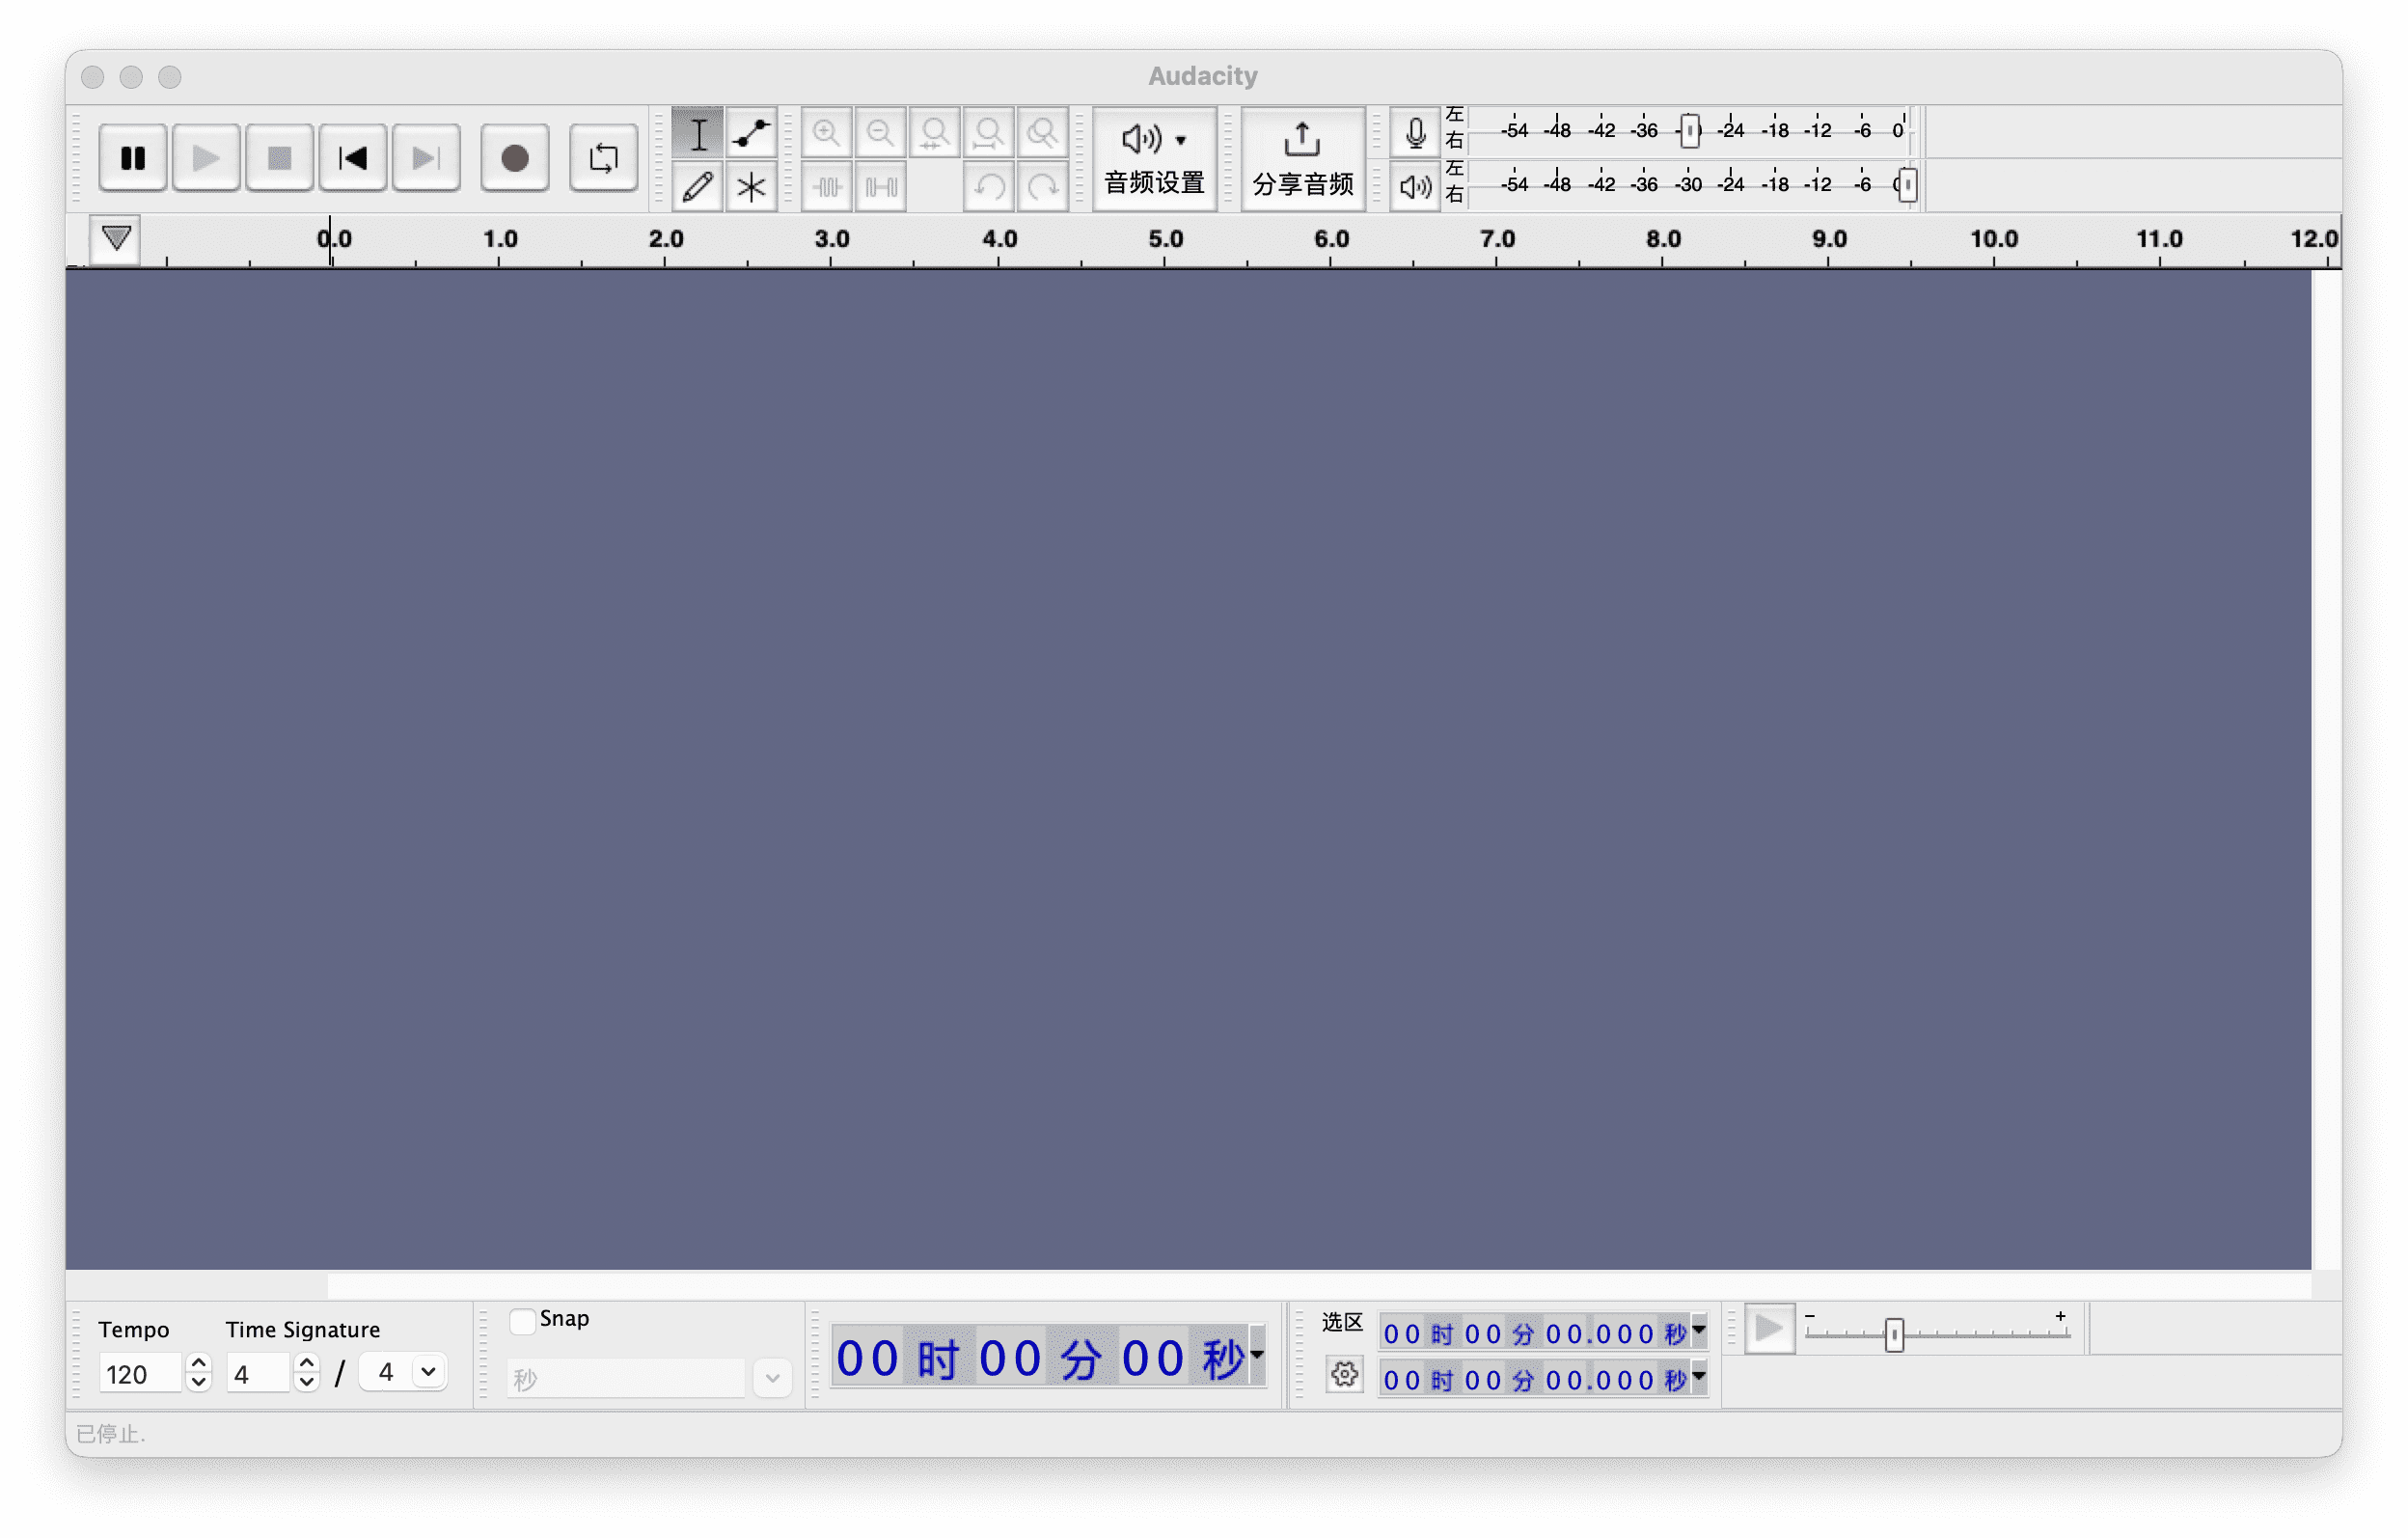 Audacity
左
右
-54 -48 -42 -36 -24 -18 -12 -6 0
左
右
-54 -48 -42 -36 -30 -24 -18 -12 -6
音频设置
分享音频
0.0 1.0 2.0 3.0 4.0 5.0 6.0 7.0 8.0 9.0 10.0 11.0 12.0
Tempo Time Signature
120 4 / 4
Snap
秒
00 时 00 分 00 秒
选区
00 时 00 分 00.000 秒
00 时 00 分 00.000 秒
- +
已停止.